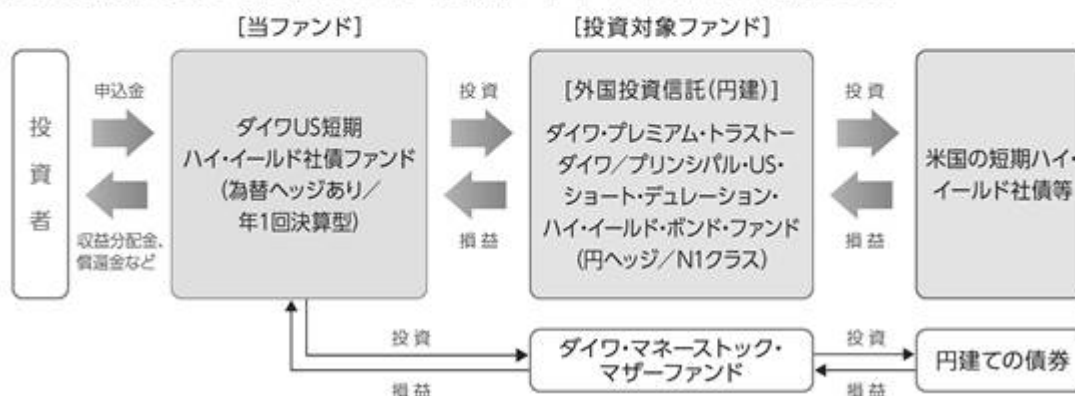 [当ファンド]
[投資対象ファンド]
投資者
申込金
収益分配金、
償還金など
ダイワUS短期
ハイ・イールド社債ファンド
(為替ヘッジあり/
年1回決算型)
投資
損益
[外国投資信託(円建)]
ダイワ・プレミアム・トラスト－
ダイワ/プリンシパル・US・
ショート・デュレーション・
ハイ・イールド・ボンド・ファンド
(円ヘッジ/N1クラス)
投資
損益
米国の短期ハイ・
イールド社債等
投資
損益
ダイワ・マネーストック・
マザーファンド
投資
損益
円建ての債券